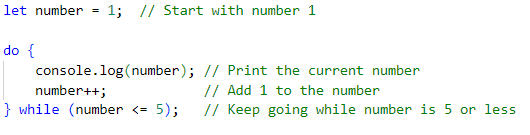 let number = 1;  // Start with number 1

do {
    console.log(number); // Print the current number
    number++;            // Add 1 to the number
} while (number <= 5);   // Keep going while number is 5 or less